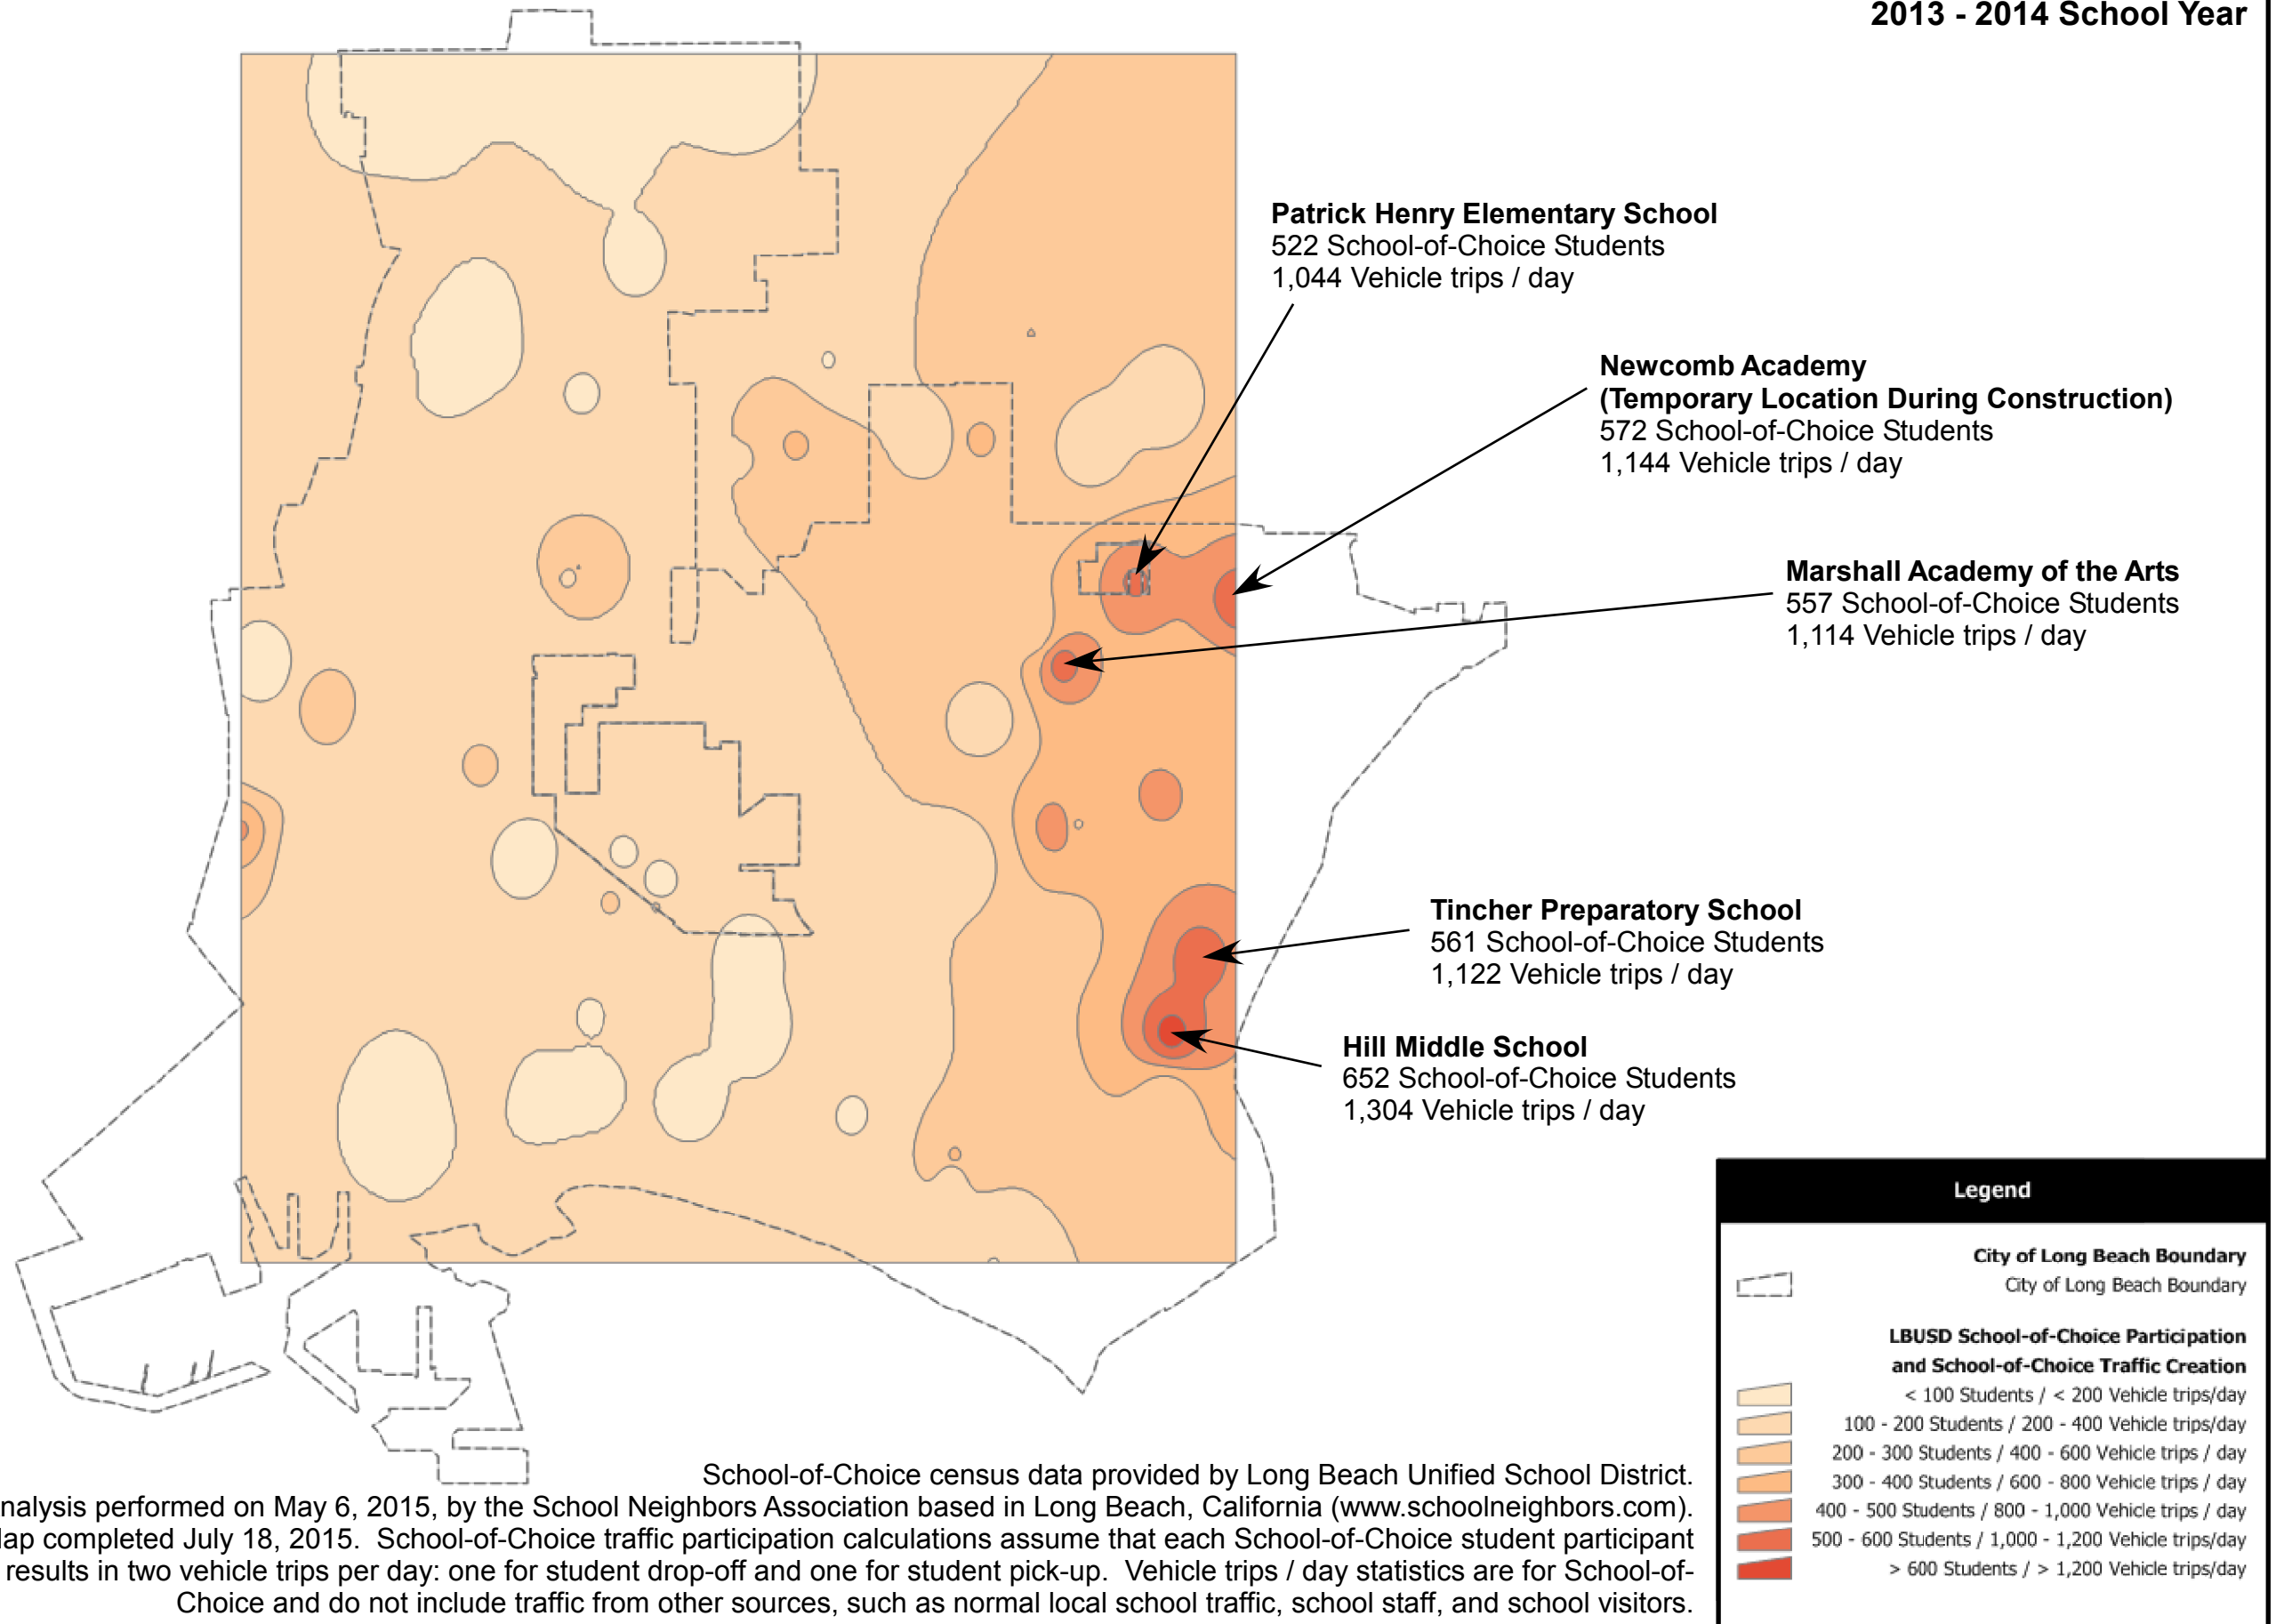 2013 - 2014 School Year
Patrick Henry Elementary School
522 School-of-Choice Students
1,044 Vehicle trips / day
Newcomb Academy
(Temporary Location During Construction)
572 School-of-Choice Students
1,144 Vehicle trips / day
Marshall Academy of the Arts
557 School-of-Choice Students
1,114 Vehicle trips / day
Tincher Preparatory School
561 School-of-Choice Students
1,122 Vehicle trips / day
Hill Middle School
652 School-of-Choice Students
1,304 Vehicle trips / day
Legend
City of Long Beach Boundary
City of Long Beach Boundary
LBUSD School-of-Choice Participation
and School-of-Choice Traffic Creation
< 100 Students / < 200 Vehicle trips/day
100 - 200 Students / 200 - 400 Vehicle trips/day
200 - 300 Students / 400 - 600 Vehicle trips / day
300 - 400 Students / 600 - 800 Vehicle trips / day
400 - 500 Students / 800 - 1,000 Vehicle trips / day
500 - 600 Students / 1,000 - 1,200 Vehicle trips/day
> 600 Students / > 1,200 Vehicle trips/day
School-of-Choice census data provided by Long Beach Unified School District.
nalysis performed on May 6, 2015, by the School Neighbors Association based in Long Beach, California (www.schoolneighbors.com).
ap completed July 18, 2015. School-of-Choice traffic participation calculations assume that each School-of-Choice student participant
results in two vehicle trips per day: one for student drop-off and one for student pick-up. Vehicle trips / day statistics are for School-of-
Choice and do not include traffic from other sources, such as normal local school traffic, school staff, and school visitors.